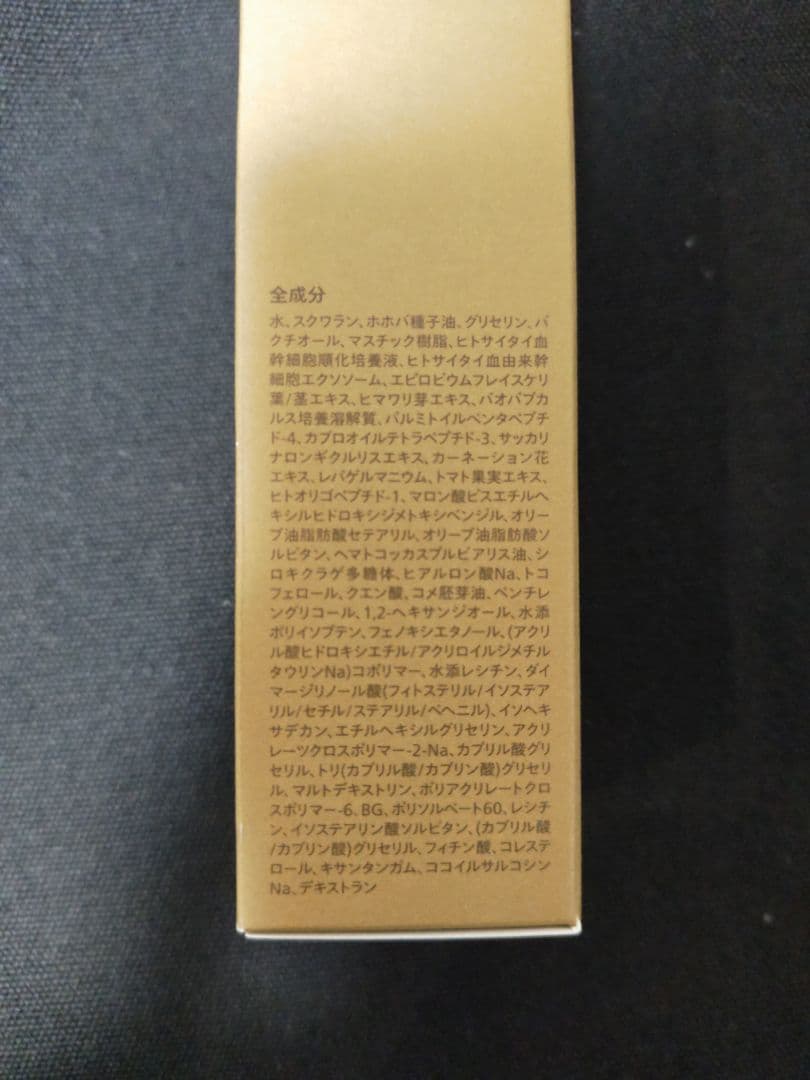 全成分
水、スクワラン、ホホバ種子油、グリセリン、バ
クチオール、マスチック樹脂、ヒトサイタイ血
幹細胞順化培養液、ヒトサイタイ血由来幹
細胞エクソソーム、エピロビウムフレイスケリ
葉/茎エキス、ヒマワリ芽エキス、バオバブカ
ルス培養溶解質、パルミトイルペンタペプチ
ド-4、カプロオイルテトラペプチド-3、サッカリ
ナロンギクルリスエキス、カーネーション花
エキス、レパゲルマニウム、トマト果実エキス、
ヒトオリゴペプチド-1、マロン酸ビスエチルヘ
キシルヒドロキシジメトキシベンジル、オリー
ブ油脂肪酸セテアリル、オリーブ油脂肪酸ソ
ルビタン、ヘマトコッカスプルビアリス油、シ
ロキクラゲ多糖体、ヒアルロン酸Na、トコ
フェロール、クエン酸、コメ胚芽油、ペンチレ
ングリコール、1,2-ヘキサンジオール、水添
ポリイソブテン、フェノキシエタノール、(アクリ
ル酸ヒドロキシエチル/アクリロイルジメチル
タウリンNa)コポリマー、水添レシチン、ダイ
マージリノール酸(フィトステリル/イソステア
リル/セチル/ステアリル/ベヘニル)、イソヘキ
サデカン、エチルヘキシルグリセリン、アクリ
レーツクロスポリマー-2-Na、カプリル酸グリ
セリル、トリ(カプリル酸/カプリン酸)グリセリ
ル、マルトデキストリン、ポリアクリレートクロ
スポリマー-6、BG、ポリソルベート60、レシチ
ン、イソステアリン酸ソルビタン、(カプリル酸
/カプリン酸)グリセリル、フィチン酸、コレステ
ロール、キサンタンガム、ココイルサルコシン
Na、デキストラン